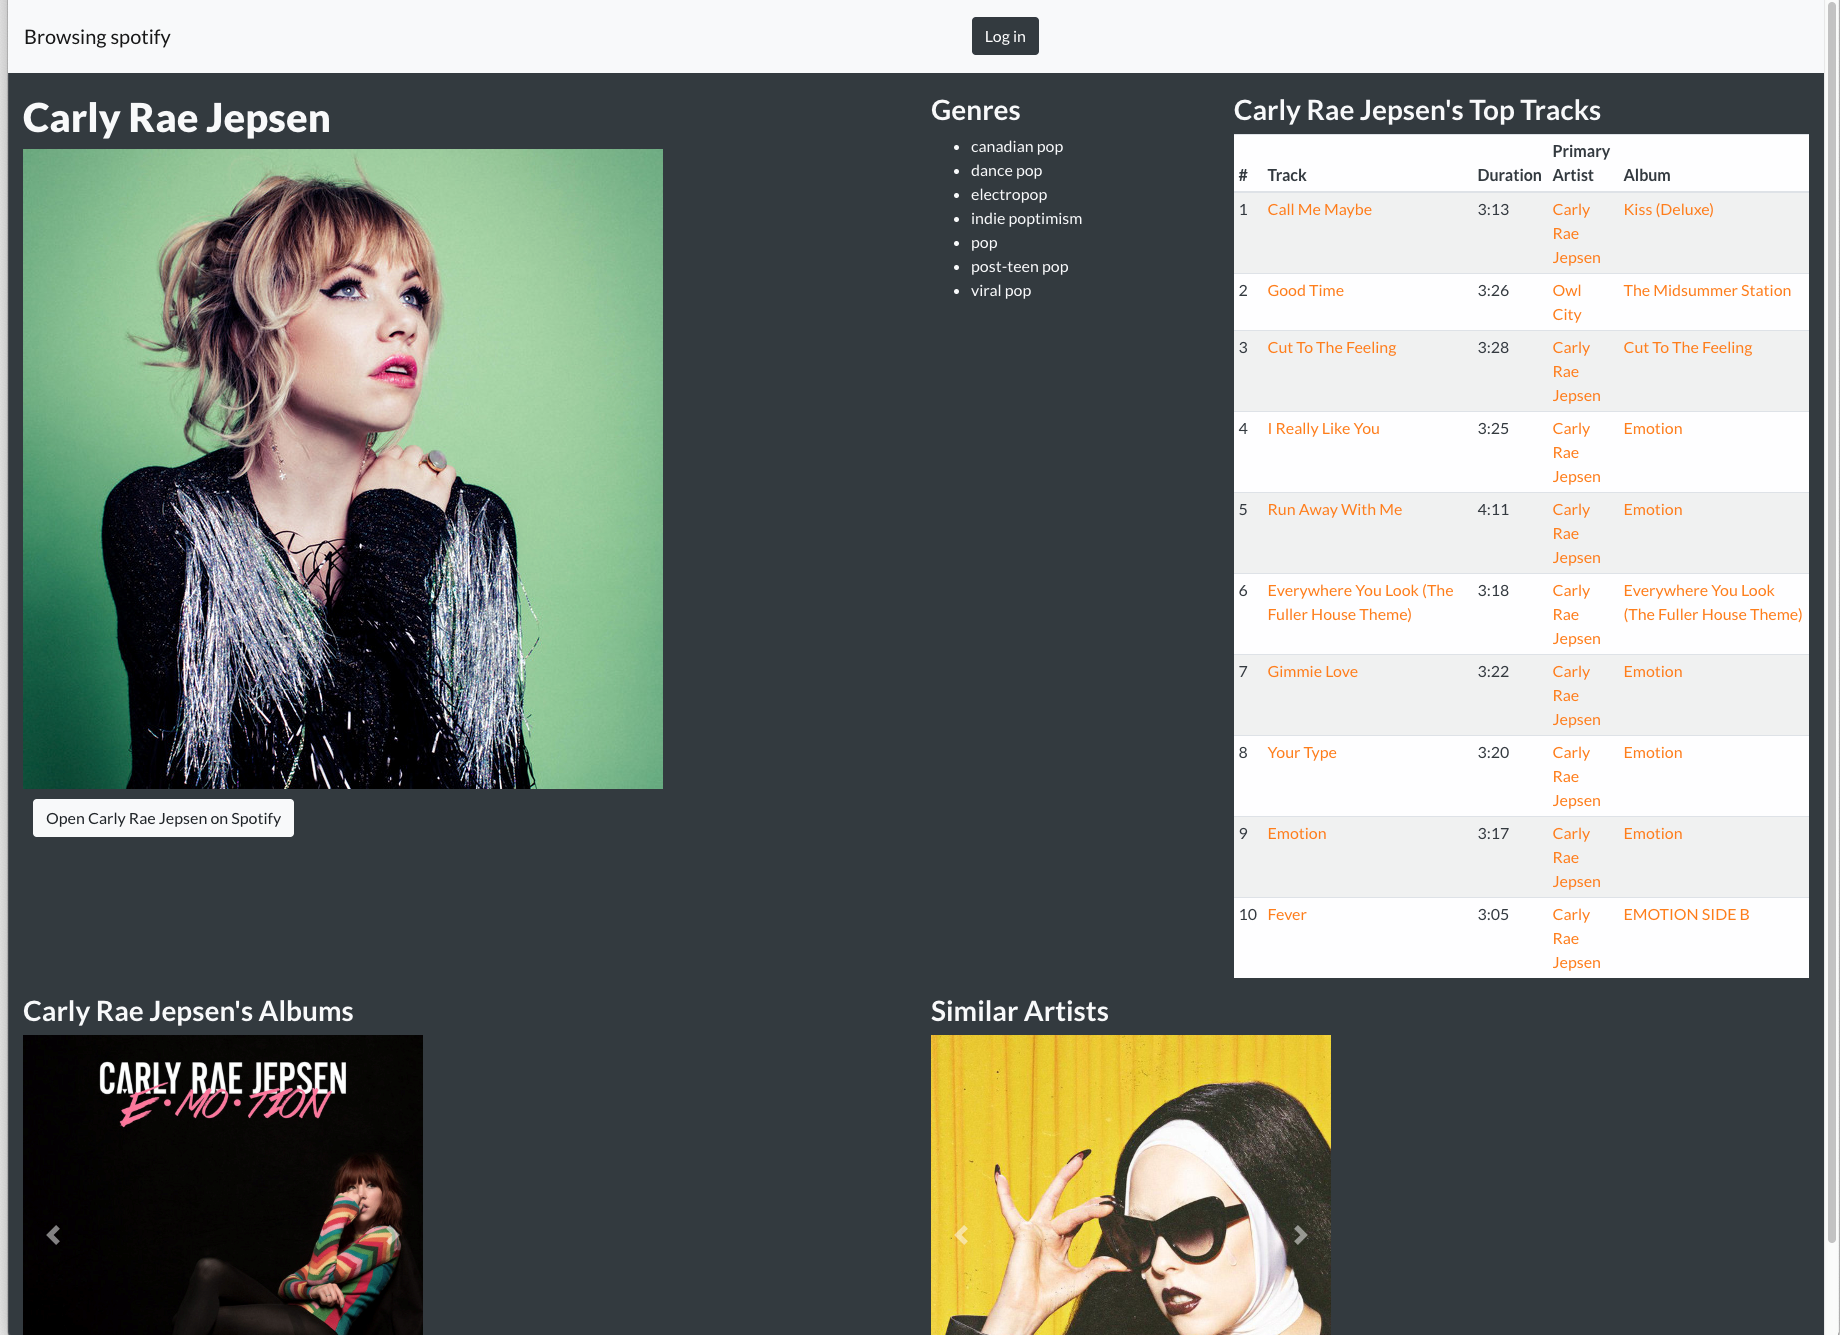 Browsing spotify
Log in
Carly Rae Jepsen
Open Carly Rae Jepsen on Spotify
Genres
canadian pop
dance pop
electropop
indie poptimism
pop
post-teen pop
viral pop
Carly Rae Jepsen's Top Tracks
# Track Duration Primary Artist Album
1 Call Me Maybe 3:13 Carly Rae Jepsen Kiss (Deluxe)
2 Good Time 3:26 Owl City The Midsummer Station
3 Cut To The Feeling 3:28 Carly Rae Jepsen Cut To The Feeling
4 I Really Like You 3:25 Carly Rae Jepsen Emotion
5 Run Away With Me 4:11 Carly Rae Jepsen Emotion
6 Everywhere You Look (The Fuller House Theme) 3:18 Carly Rae Jepsen Everywhere You Look (The Fuller House Theme)
7 Gimmie Love 3:22 Carly Rae Jepsen Emotion
8 Your Type 3:20 Carly Rae Jepsen Emotion
9 Emotion 3:17 Carly Rae Jepsen Emotion
10 Fever 3:05 Carly Rae Jepsen EMOTION SIDE B
Carly Rae Jepsen's Albums
CARLY RAE JEPSEN
E•MO•TION
Similar Artists